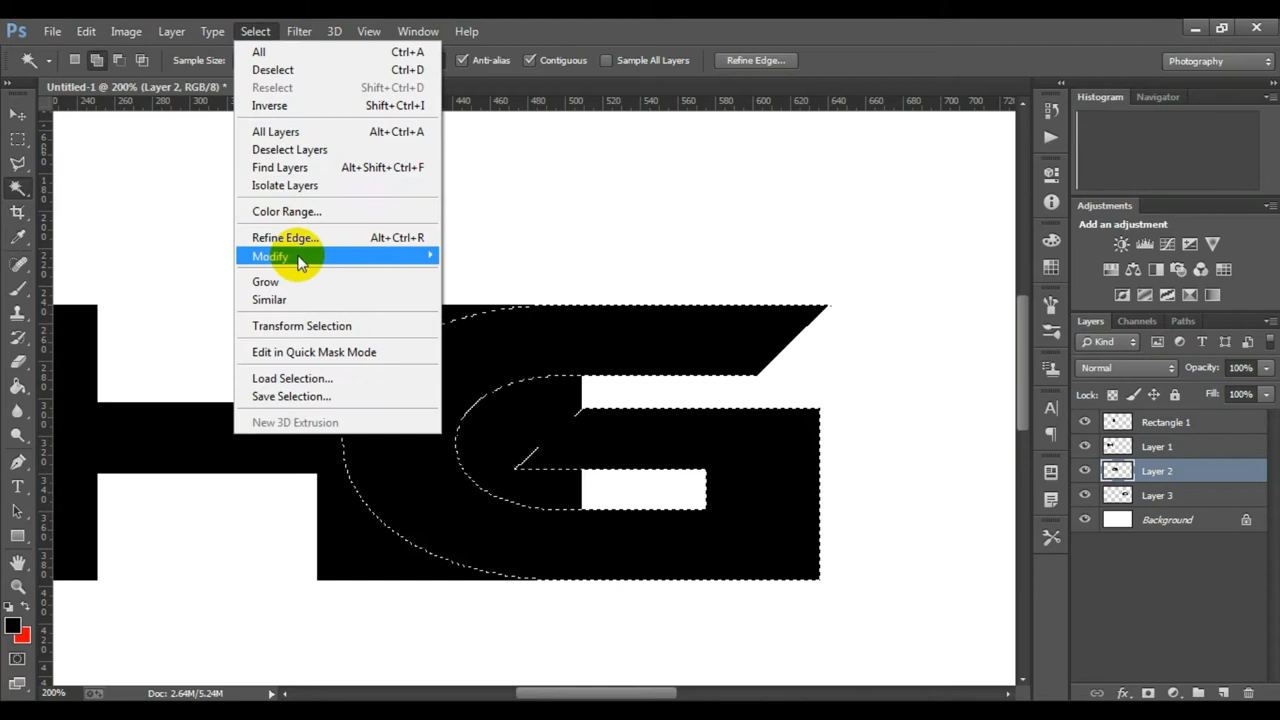 Ps File Edit Image Layer Type Select Filter 3D View Window Help
Sample Size: Anti-alias Contiguous Sample All Layers Refine Edge... Photography
Untitled-1 @ 200% (Layer 2, RGB/8) *
240 260 280 300 440 460 480 500 520 540 560 580 600 620 640 660 680 700 720
All Ctrl+A
Deselect Ctrl+D
Reselect Shift+Ctrl+D
Inverse Shift+Ctrl+I
All Layers Alt+Ctrl+A
Deselect Layers
Find Layers Alt+Shift+Ctrl+F
Isolate Layers
Color Range...
Refine Edge... Alt+Ctrl+R
Modify
Grow
Similar
Transform Selection
Edit in Quick Mask Mode
Load Selection...
Save Selection...
New 3D Extrusion
HG
Histogram Navigator
Adjustments
Add an adjustment
Layers Channels Paths
Kind
Normal Opacity: 100%
Lock: Fill: 100%
Rectangle 1
Layer 1
Layer 2
Layer 3
Background
200% Doc: 2.64M/5.24M